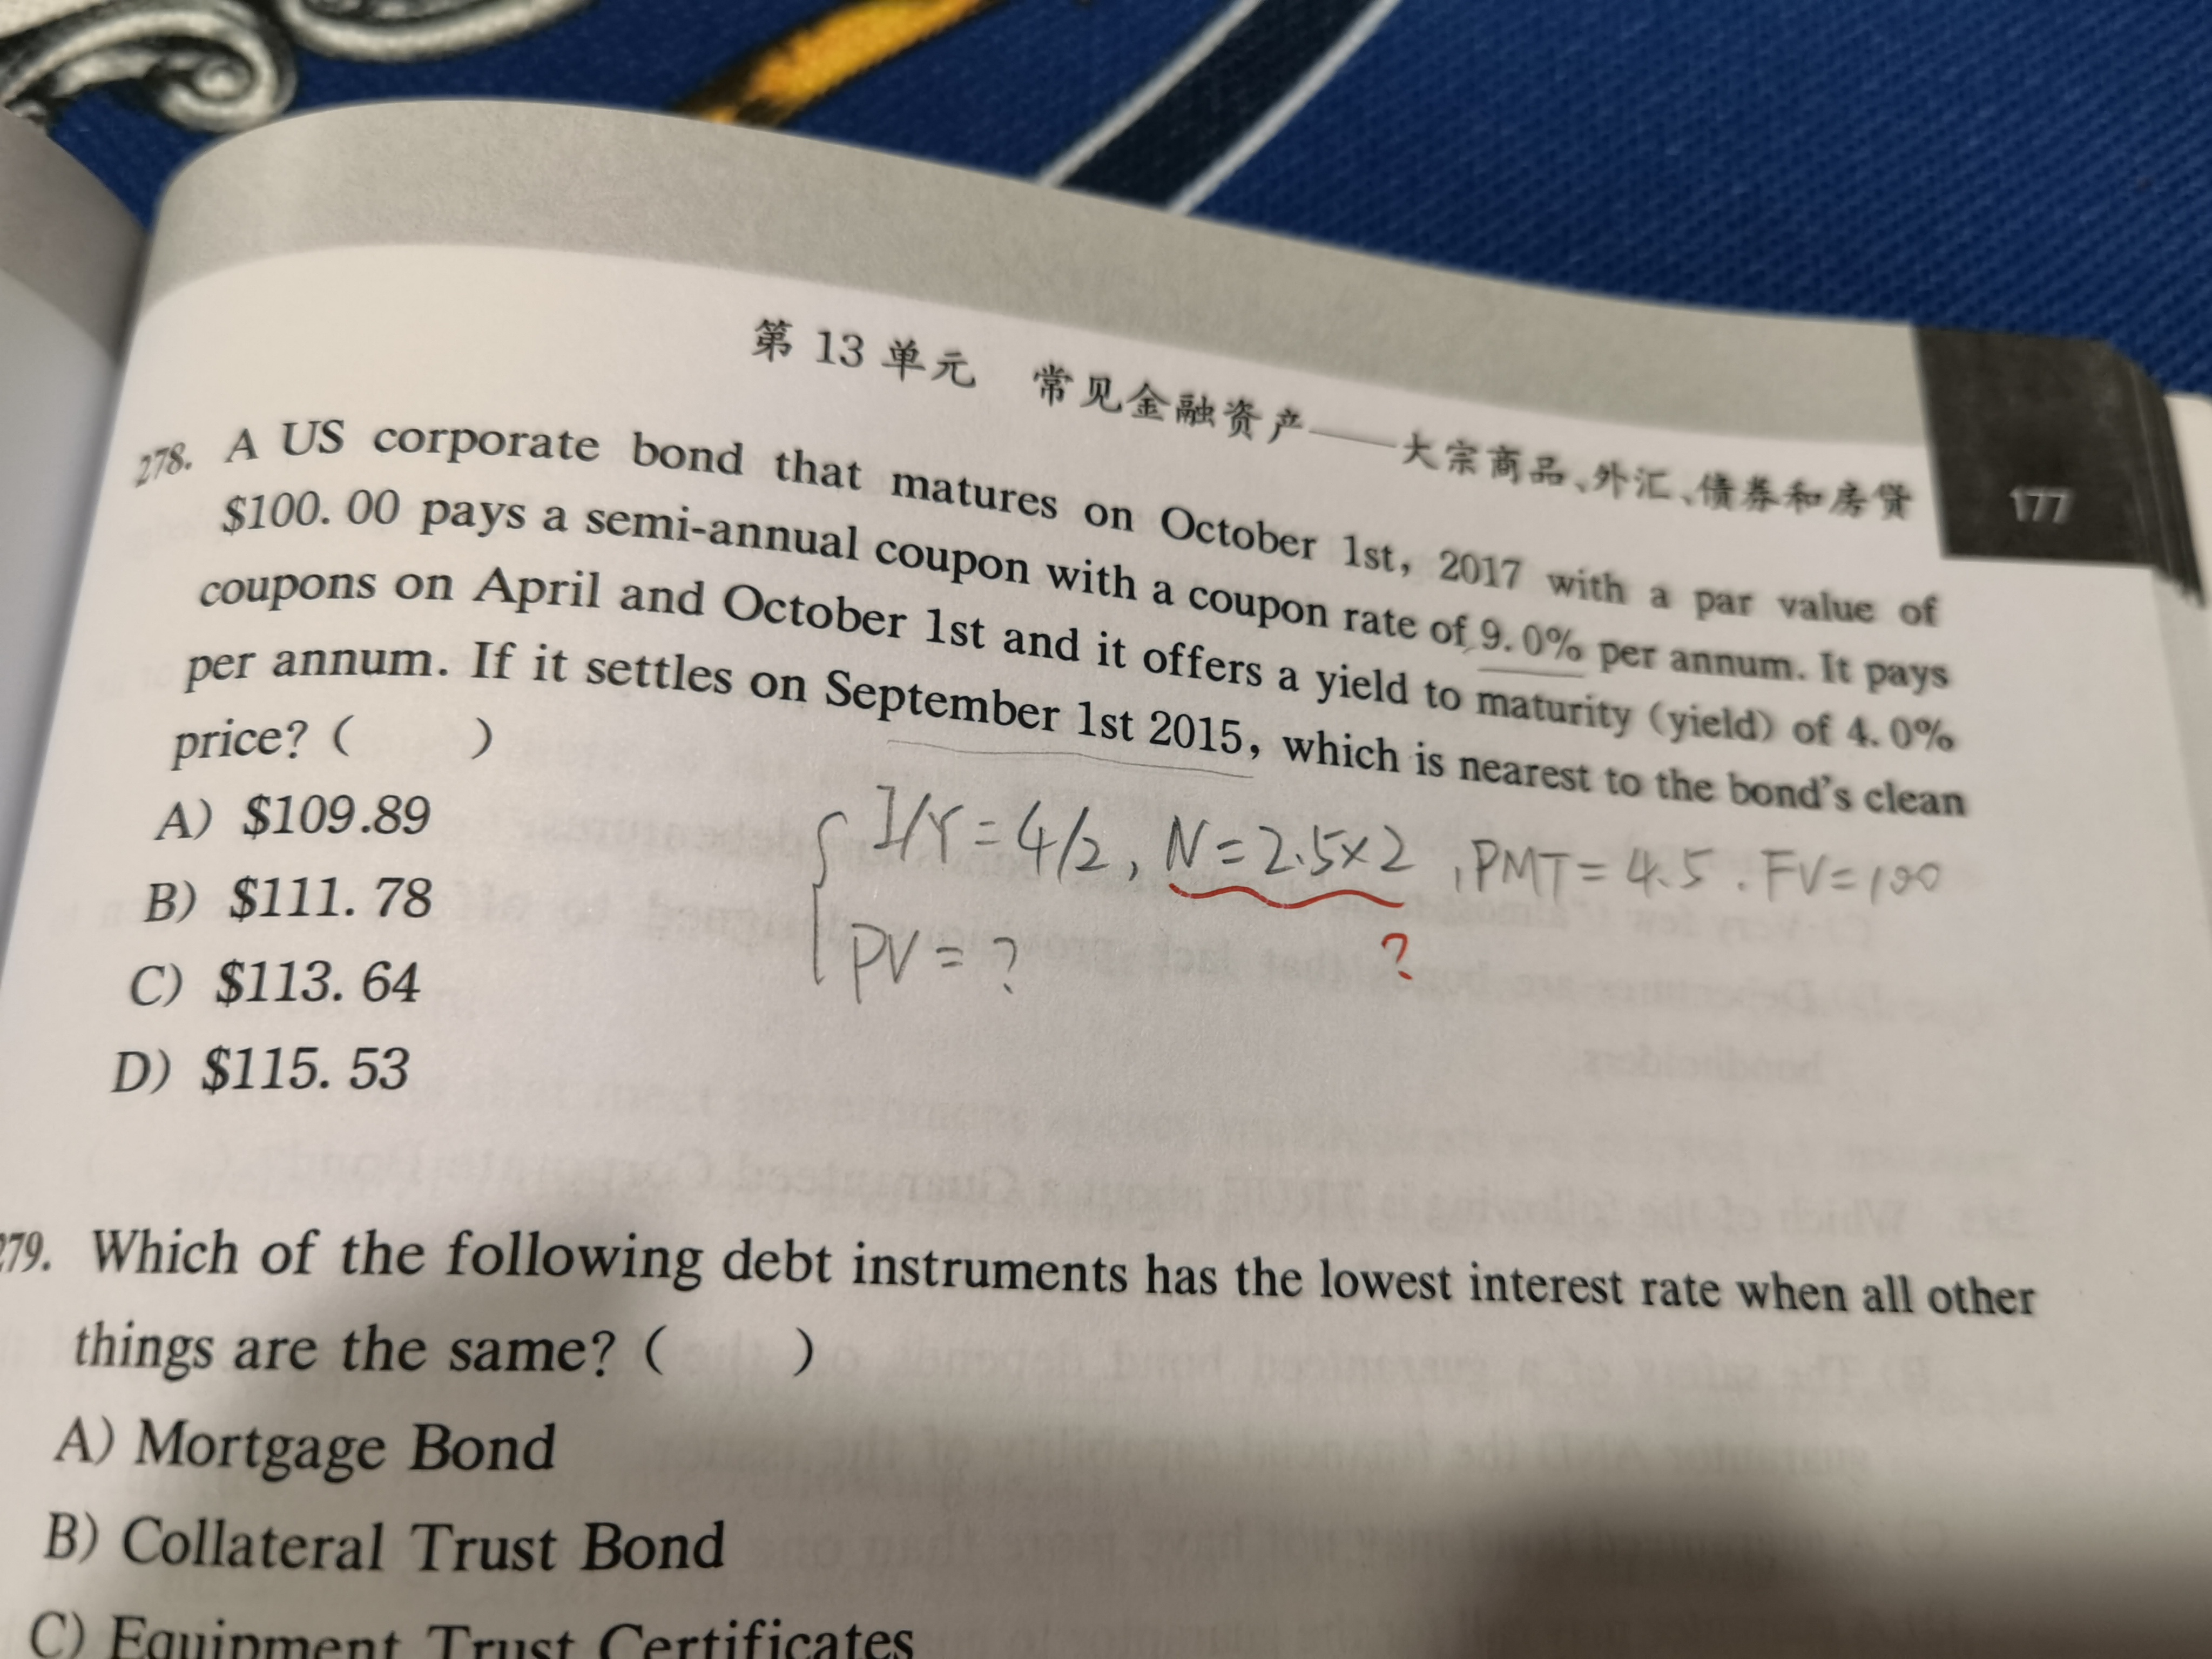 第 13 单元 常见金融资产——大宗商品、外汇、债券和房贷
177
278. A US corporate bond that matures on October 1st, 2017 with a par value of
$100.00 pays a semi-annual coupon with a coupon rate of 9.0% per annum. It pays
coupons on April and October 1st and it offers a yield to maturity (yield) of 4.0%
per annum. If it settles on September 1st 2015, which is nearest to the bond's clean
price? ( )
A) $109.89
B) $111.78
C) $113.64
D) $115.53
I/Y=4/2, N=2.5×2, PMT=4.5. FV=100
PV=?
?
279. Which of the following debt instruments has the lowest interest rate when all other
things are the same? ( )
A) Mortgage Bond
B) Collateral Trust Bond
C) Equipment Trust Certificates